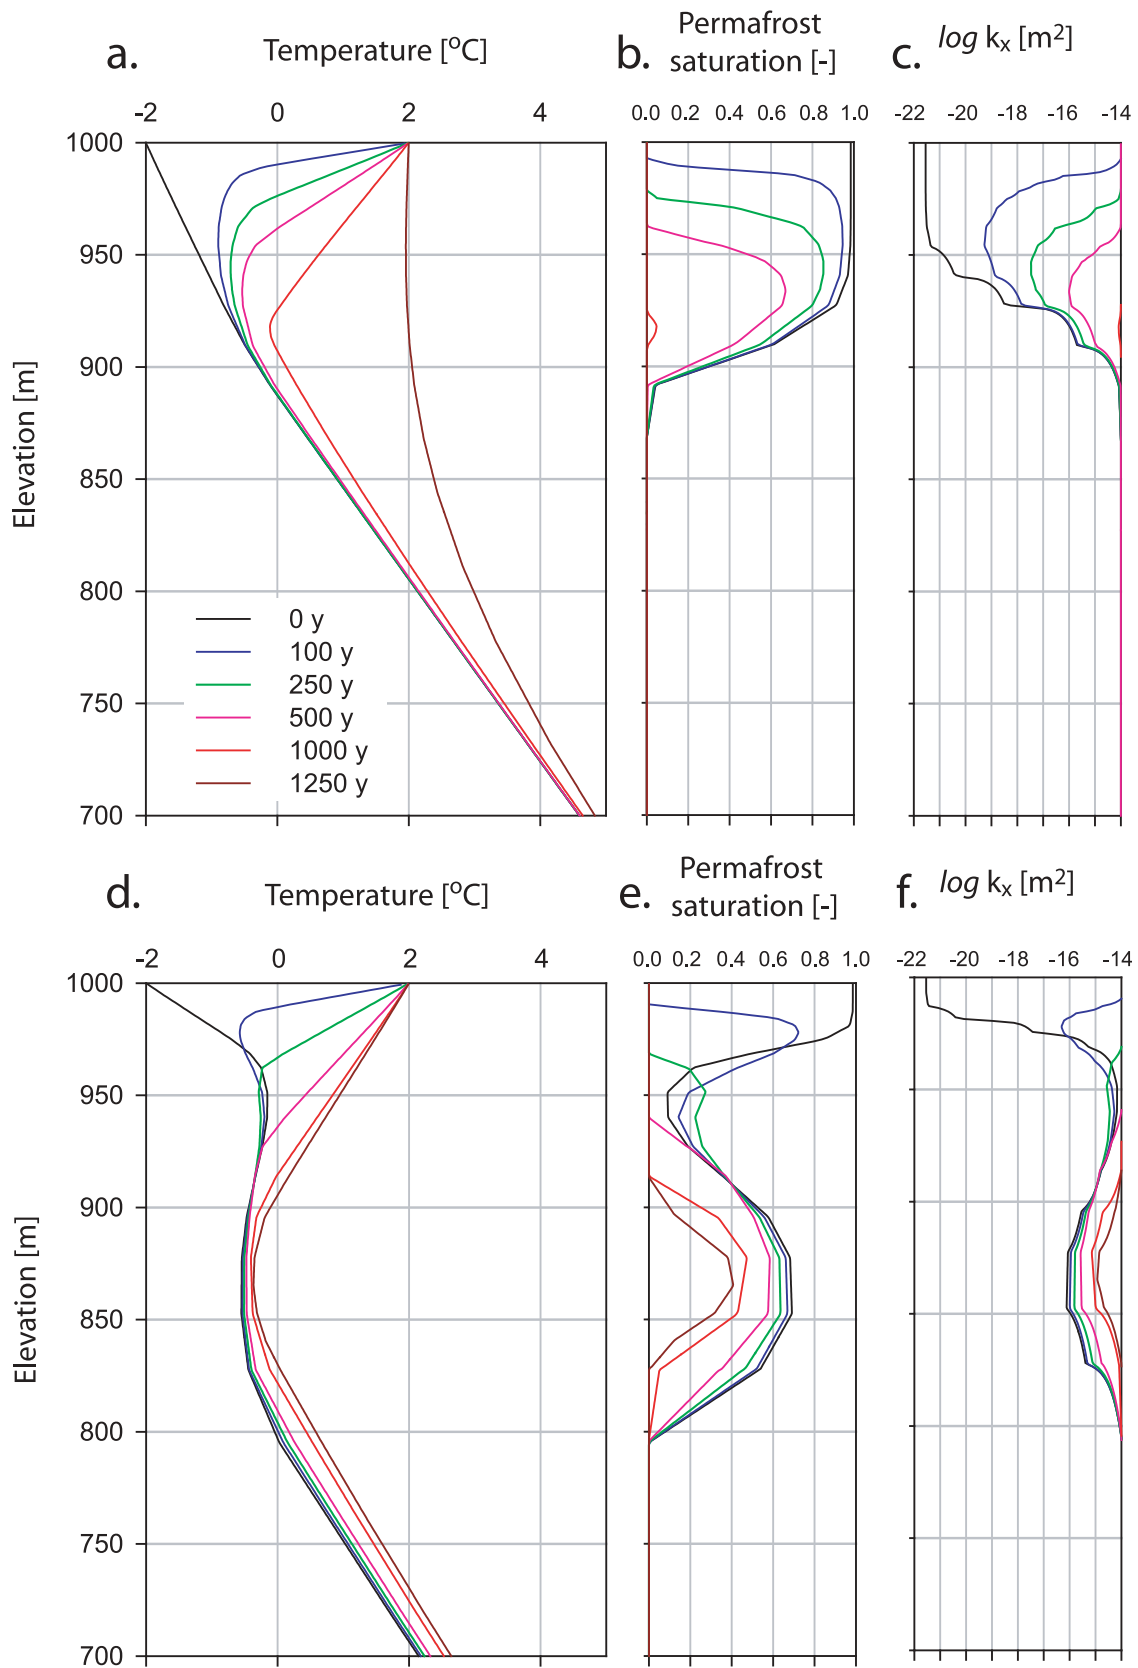 a.
Temperature [°C]
-2 0 2 4
b.
Permafrost
saturation [-]
0.0 0.2 0.4 0.6 0.8 1.0
c.
log kx [m²]
-22 -20 -18 -16 -14
Elevation [m]
1000
950
900
850
800
750
700
0 y
100 y
250 y
500 y
1000 y
1250 y
d.
Temperature [°C]
-2 0 2 4
e.
Permafrost
saturation [-]
0.0 0.2 0.4 0.6 0.8 1.0
f.
log kx [m²]
-22 -20 -18 -16 -14
Elevation [m]
1000
950
900
850
800
750
700